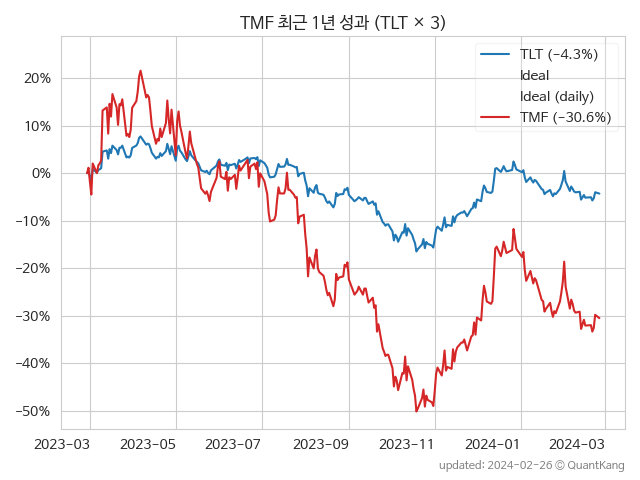 TMF 최근 1년 성과 (TLT × 3)
TLT (−4.3%)
Ideal
Ideal (daily)
TMF (−30.6%)
20%
10%
0%
−10%
−20%
−30%
−40%
−50%
2023-03 2023-05 2023-07 2023-09 2023-11 2024-01 2024-03
updated: 2024-02-26 © QuantKang